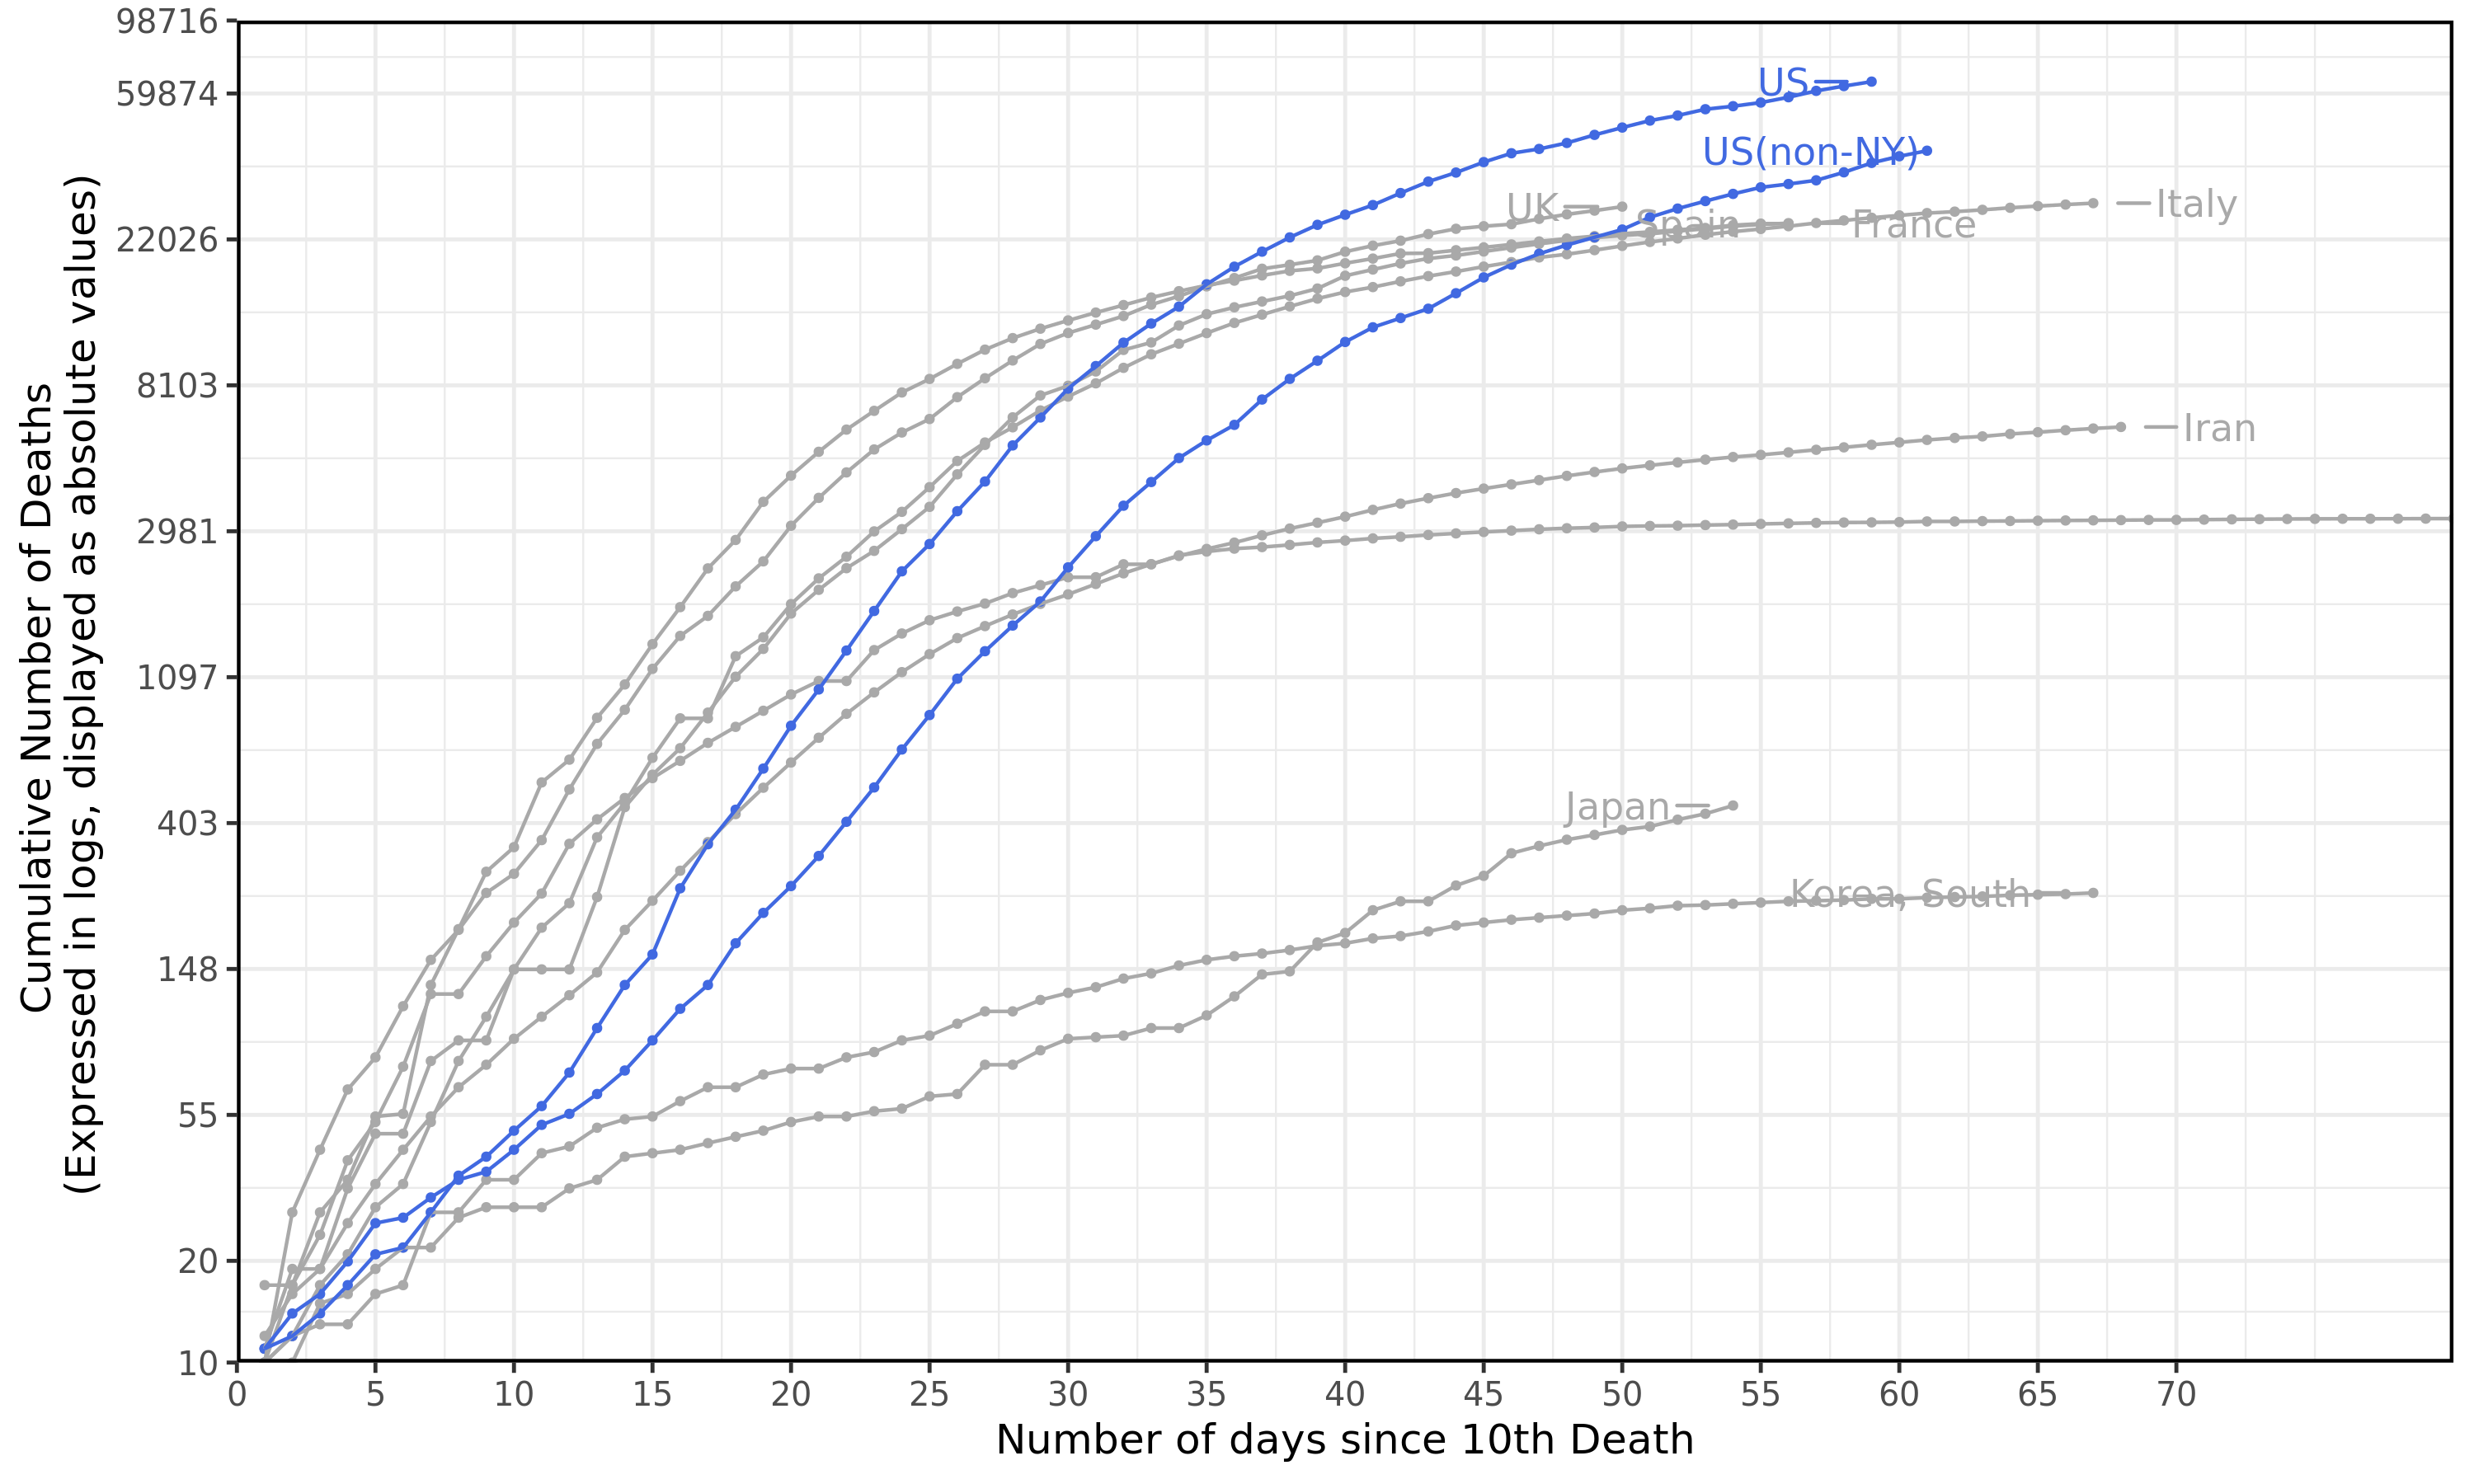 98716
59874
22026
8103
2981
1097
403
148
55
20
10
Cumulative Number of Deaths
(Expressed in logs, displayed as absolute values)
US
US(non-NY)
UK
Spain
France
Italy
Iran
Japan
Korea, South
0 5 10 15 20 25 30 35 40 45 50 55 60 65 70
Number of days since 10th Death